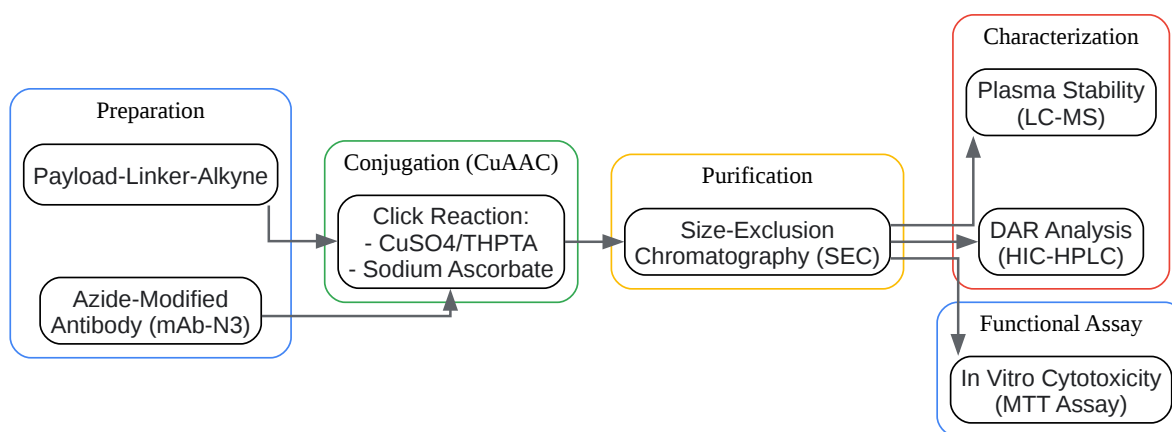 Preparation
Payload-Linker-Alkyne
Azide-Modified
Antibody (mAb-N3)
Conjugation (CuAAC)
Click Reaction:
- CuSO4/THPTA
- Sodium Ascorbate
Purification
Size-Exclusion
Chromatography (SEC)
Characterization
Plasma Stability
(LC-MS)
DAR Analysis
(HIC-HPLC)
Functional Assay
In Vitro Cytotoxicity
(MTT Assay)